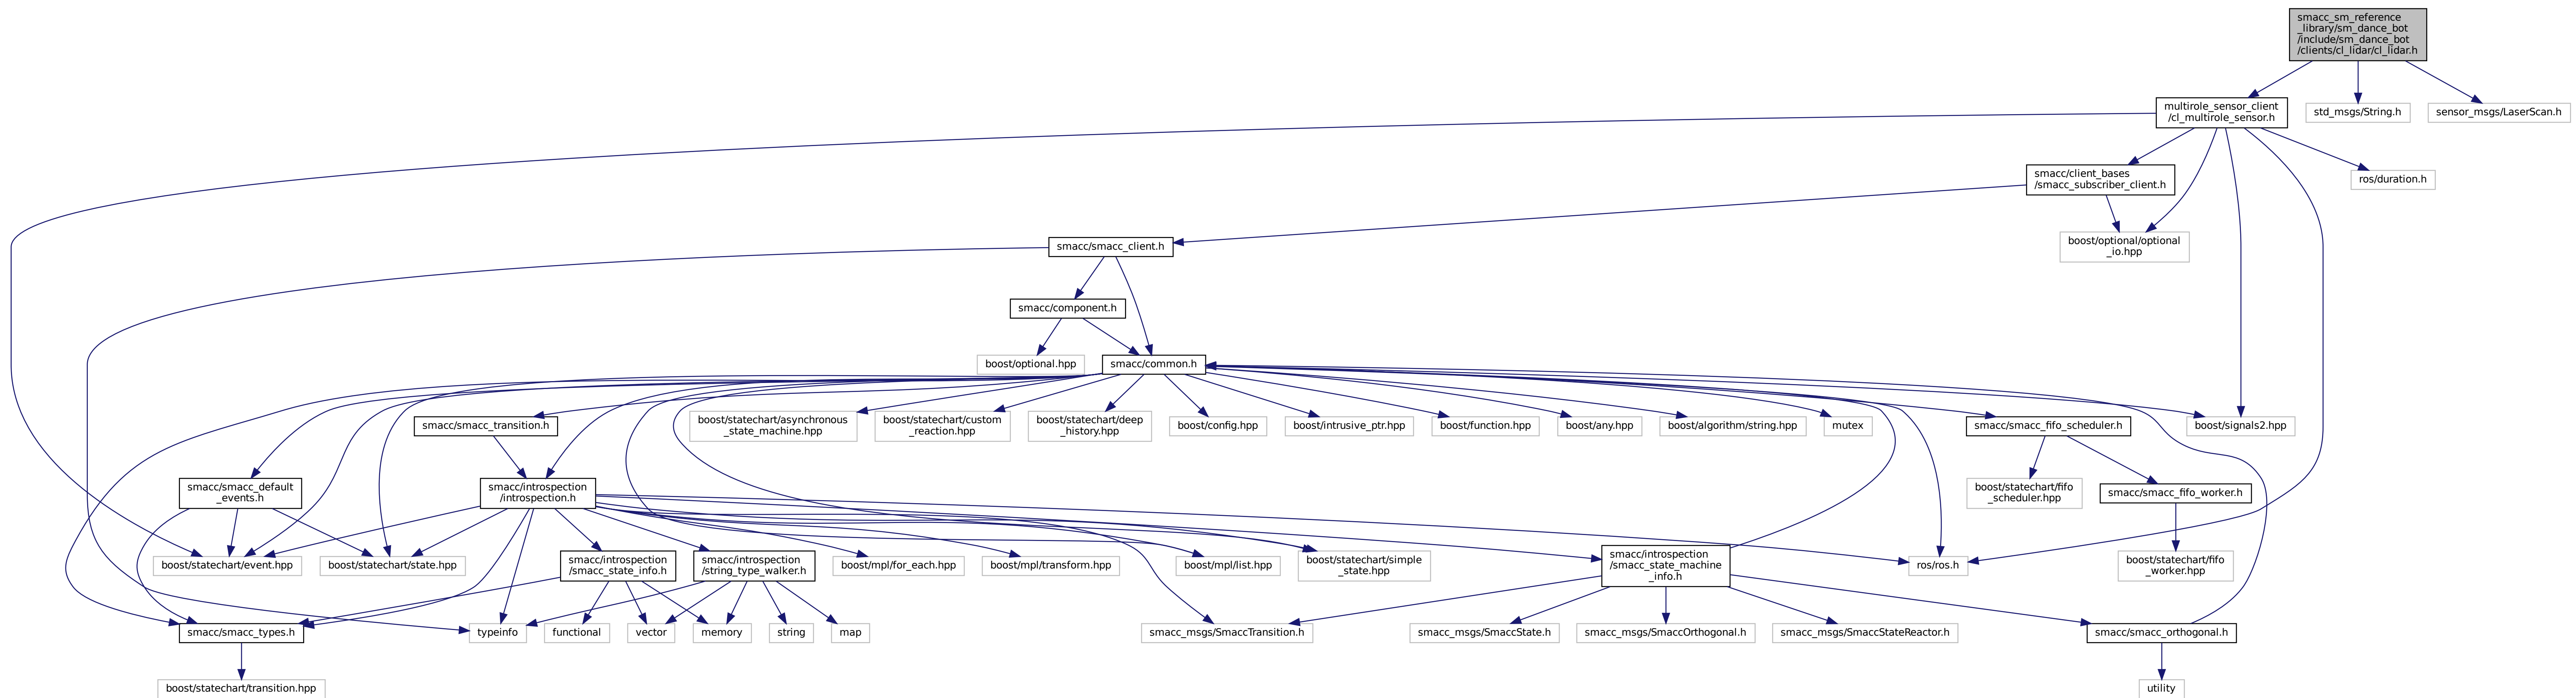 smacc_sm_reference
_library/sm_dance_bot
/include/sm_dance_bot
/clients/cl_lidar/cl_lidar.h
multirole_sensor_client
/cl_multirole_sensor.h
std_msgs/String.h
sensor_msgs/LaserScan.h
smacc/client_bases
/smacc_subscriber_client.h
ros/duration.h
smacc/smacc_client.h
boost/optional/optional
_io.hpp
smacc/component.h
boost/optional.hpp
smacc/common.h
smacc/smacc_transition.h
boost/statechart/asynchronous
_state_machine.hpp
boost/statechart/custom
_reaction.hpp
boost/statechart/deep
_history.hpp
boost/config.hpp
boost/intrusive_ptr.hpp
boost/function.hpp
boost/any.hpp
boost/algorithm/string.hpp
mutex
smacc/smacc_fifo_scheduler.h
boost/signals2.hpp
smacc/smacc_default
_events.h
smacc/introspection
/introspection.h
boost/statechart/fifo
_scheduler.hpp
smacc/smacc_fifo_worker.h
boost/statechart/event.hpp
boost/statechart/state.hpp
smacc/introspection
/smacc_state_info.h
smacc/introspection
/string_type_walker.h
boost/mpl/for_each.hpp
boost/mpl/transform.hpp
boost/mpl/list.hpp
boost/statechart/simple
_state.hpp
smacc/introspection
/smacc_state_machine
_info.h
ros/ros.h
boost/statechart/fifo
_worker.hpp
smacc/smacc_types.h
typeinfo
functional
vector
memory
string
map
smacc_msgs/SmaccTransition.h
smacc_msgs/SmaccState.h
smacc_msgs/SmaccOrthogonal.h
smacc_msgs/SmaccStateReactor.h
smacc/smacc_orthogonal.h
boost/statechart/transition.hpp
utility